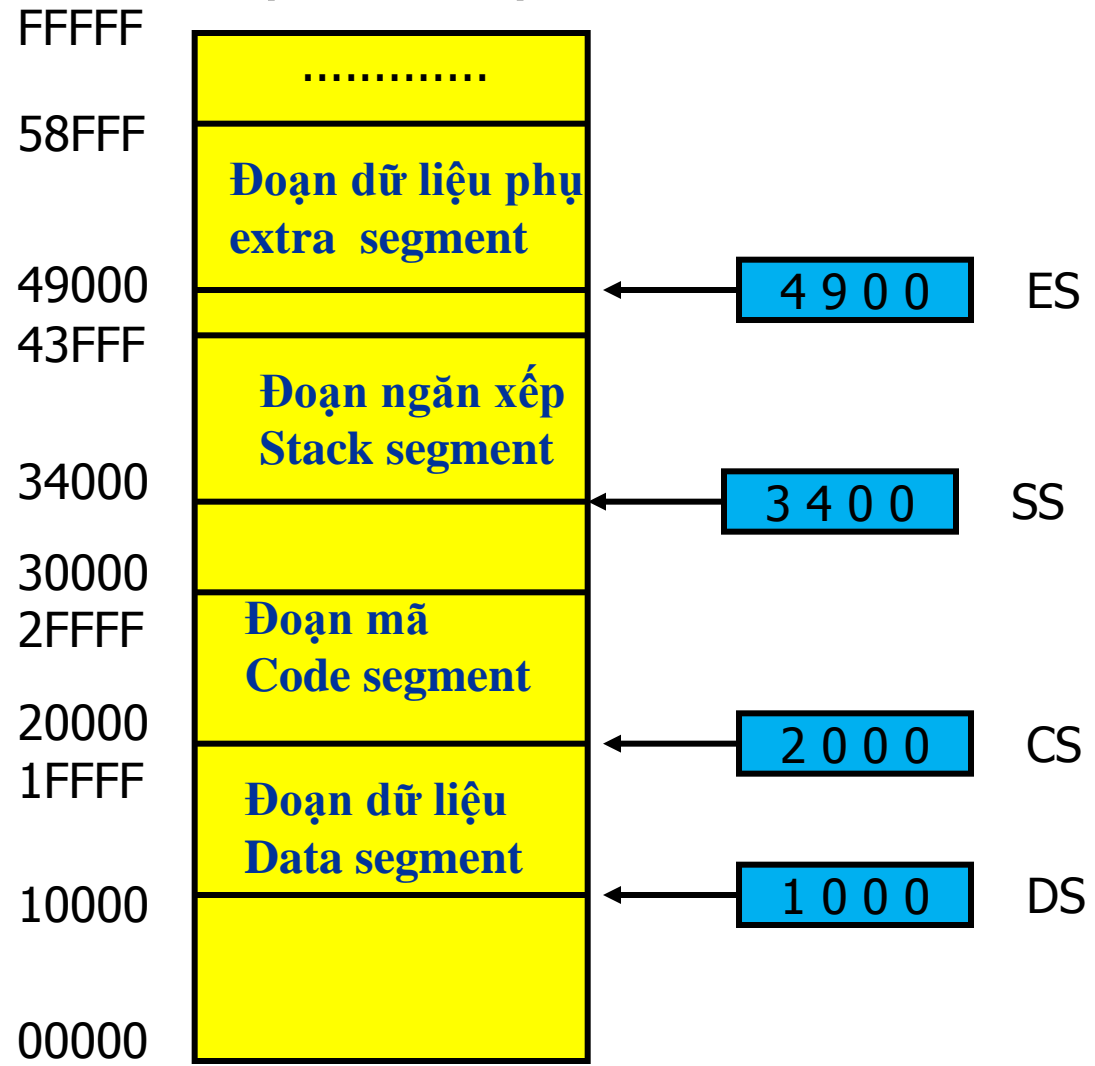 FFFFF
.............
58FFF
Đoạn dữ liệu phụ
extra segment
49000
4 9 0 0 ES
43FFF
Đoạn ngăn xếp
Stack segment
34000
3 4 0 0 SS
30000
2FFFF
Đoạn mã
Code segment
20000
2 0 0 0 CS
1FFFF
Đoạn dữ liệu
Data segment
10000
1 0 0 0 DS
00000